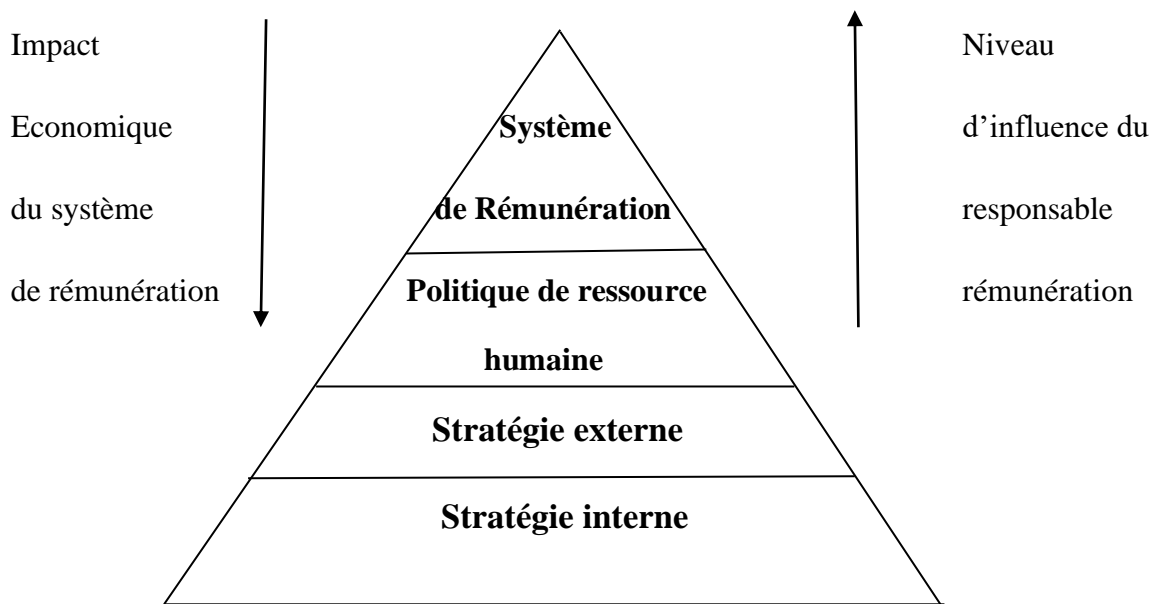 Impact
Economique
du système
de rémunération
Système
de Rémunération
Politique de ressource
humaine
Stratégie externe
Stratégie interne
Niveau
d’influence du
responsable
rémunération